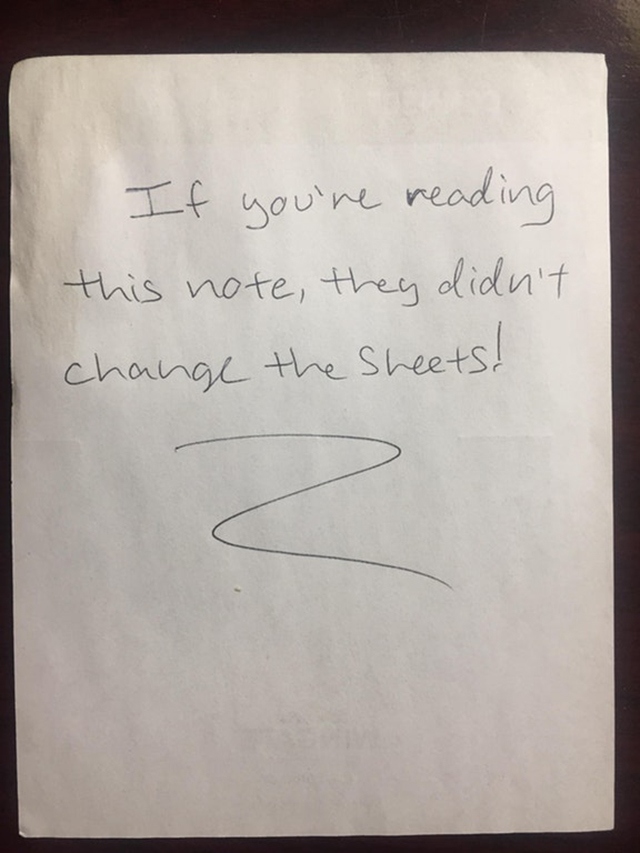 If you're reading
this note, they didn't
change the Sheets!